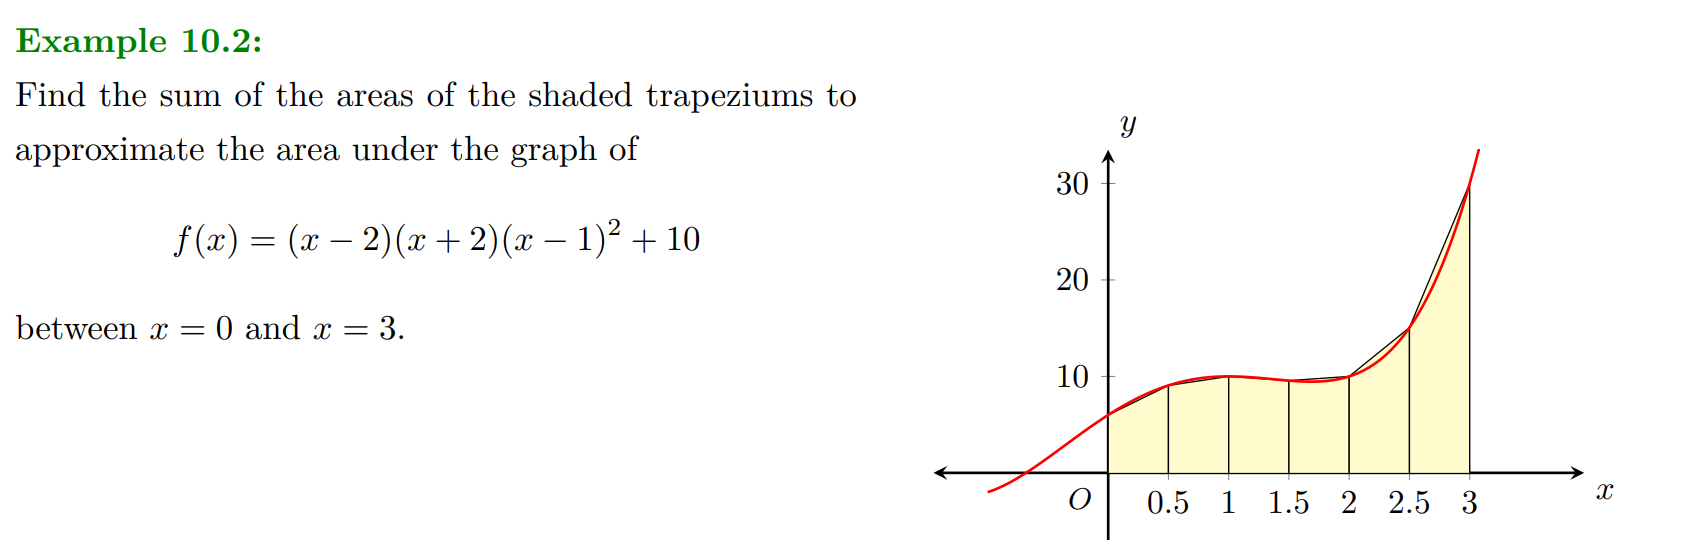 Example 10.2:
Find the sum of the areas of the shaded trapeziums to
approximate the area under the graph of
f(x) = (x − 2)(x + 2)(x − 1)² + 10
between x = 0 and x = 3.
y
30
20
10
O 0.5 1 1.5 2 2.5 3 x